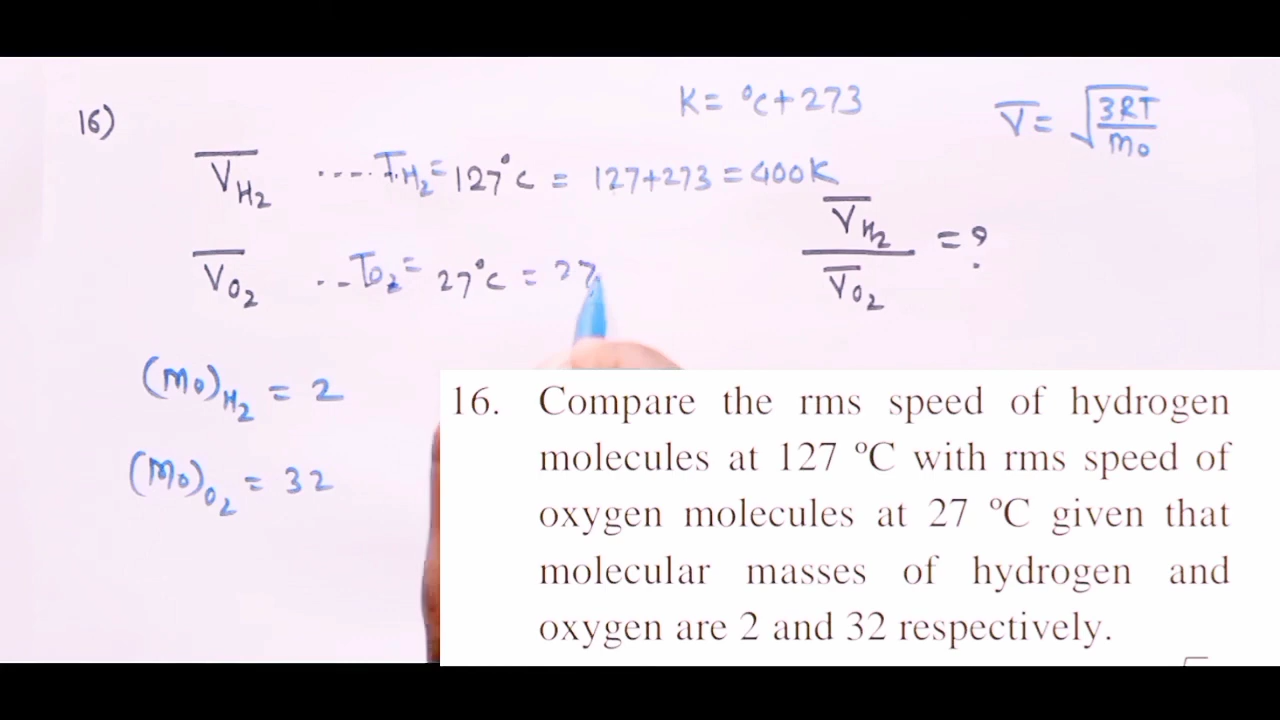 16)
K = °C + 273
V̅ = √(3RT/M0)
V̅H2 ..... TH2 = 127°C = 127+273 = 400K
V̅H2/V̅O2 = ?
V̅O2 ... TO2 = 27°C = 27
(M0)H2 = 2
(M0)O2 = 32
16. Compare the rms speed of hydrogen
molecules at 127 ºC with rms speed of
oxygen molecules at 27 ºC given that
molecular masses of hydrogen and
oxygen are 2 and 32 respectively.